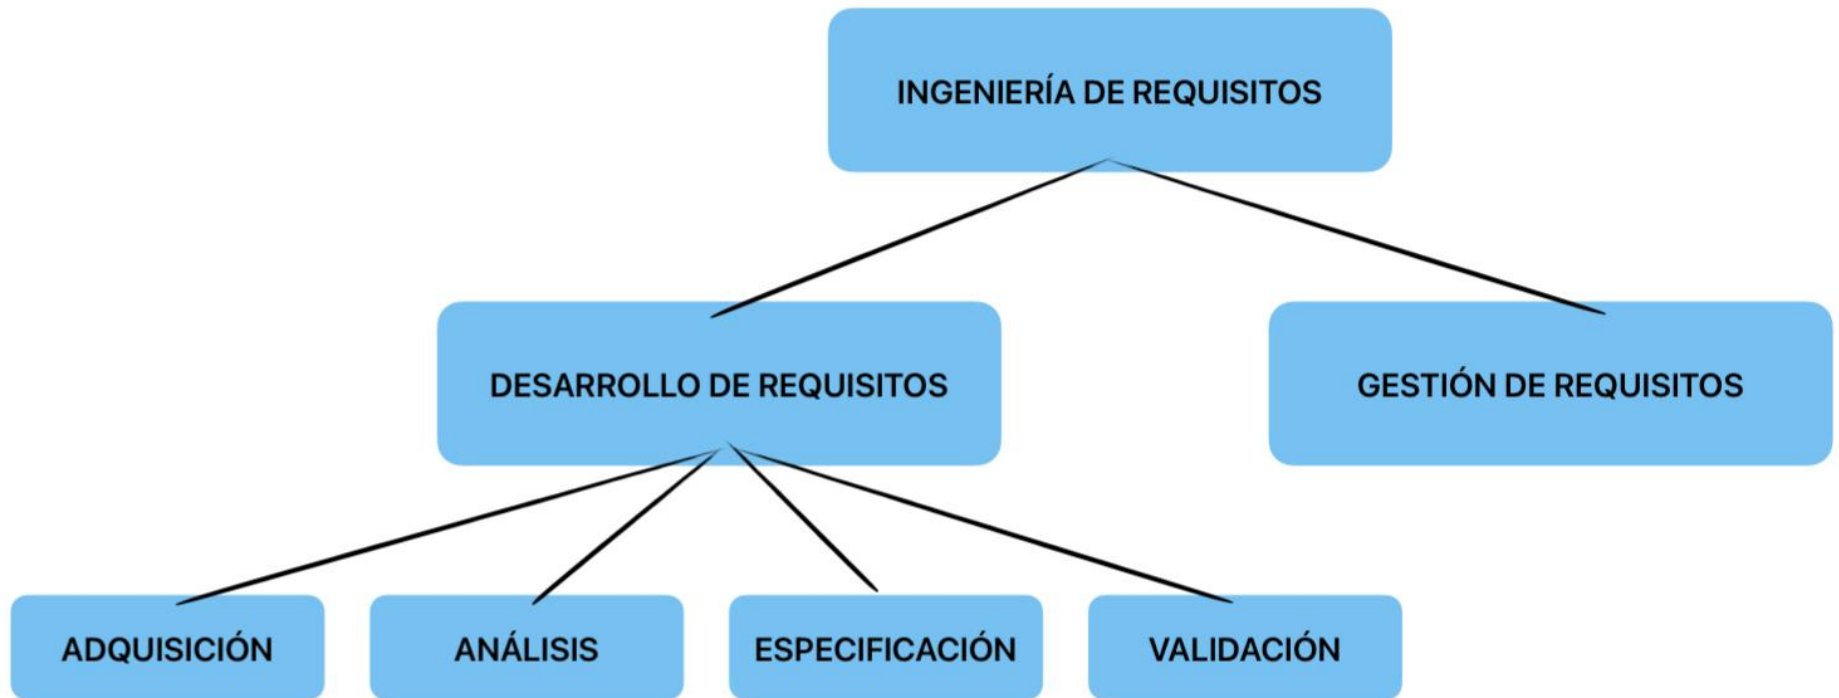 INGENIERÍA DE REQUISITOS
DESARROLLO DE REQUISITOS
GESTIÓN DE REQUISITOS
ADQUISICIÓN
ANÁLISIS
ESPECIFICACIÓN
VALIDACIÓN